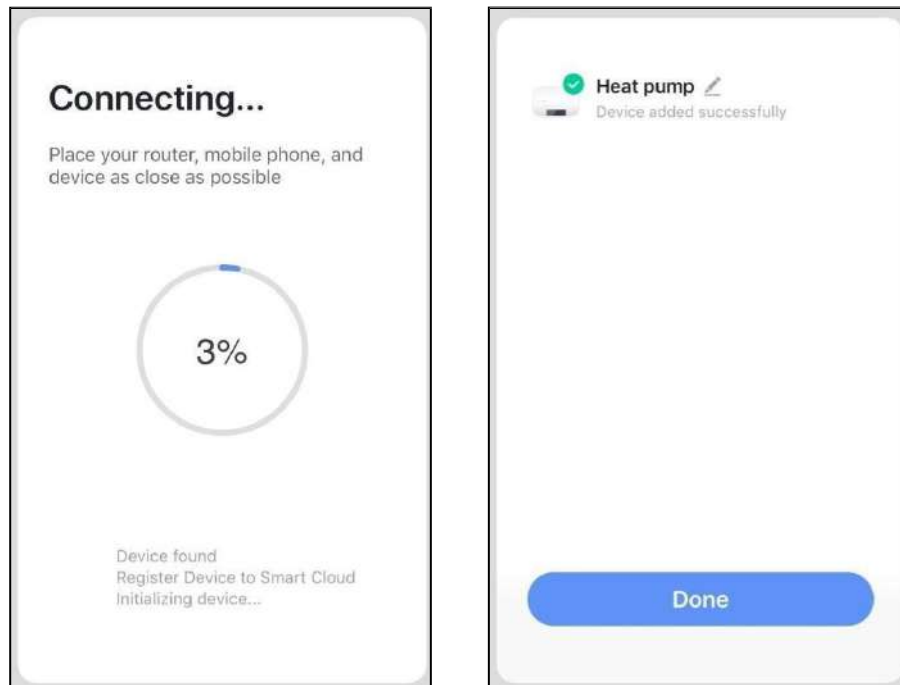 Connecting...
Place your router, mobile phone, and
device as close as possible
3%
Device found
Register Device to Smart Cloud
Initializing device...
Heat pump
Device added successfully
Done